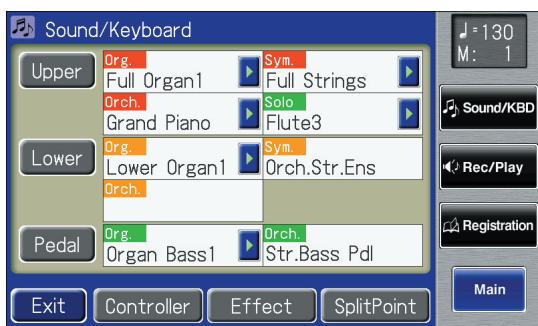 Sound/Keyboard
♩=130
M: 1
Upper
Org.
Full Organ1
Sym.
Full Strings
Orch.
Grand Piano
Solo
Flute3
Lower
Org.
Lower Organ1
Sym.
Orch.Str.Ens
Orch.
Pedal
Org.
Organ Bass1
Orch.
Str.Bass Pdl
Sound/KBD
Rec/Play
Registration
Main
Exit
Controller
Effect
SplitPoint